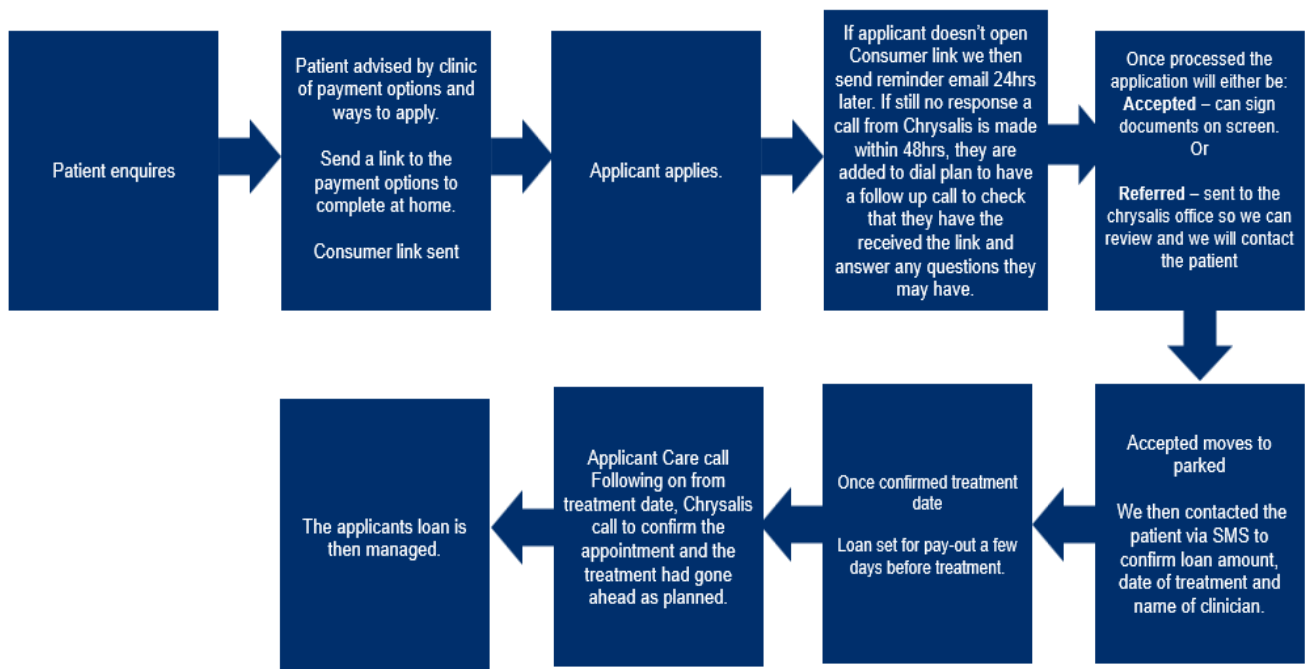 Patient enquires
Patient advised by clinic
of payment options and
ways to apply.
Send a link to the
payment options to
complete at home.
Consumer link sent
Applicant applies.
If applicant doesn’t open
Consumer link we then
send reminder email 24hrs
later. If still no response a
call from Chrysalis is made
within 48hrs, they are
added to dial plan to have
a follow up call to check
that they have the
received the link and
answer any questions they
may have.
Once processed the
application will either be:
Accepted – can sign
documents on screen.
Or
Referred – sent to the
chrysalis office so we can
review and we will contact
the patient
Accepted moves to
parked
We then contacted the
patient via SMS to
confirm loan amount,
date of treatment and
name of clinician.
Once confirmed treatment
date
Loan set for pay-out a few
days before treatment.
Applicant Care call
Following on from
treatment date, Chrysalis
call to confirm the
appointment and the
treatment had gone
ahead as planned.
The applicants loan is
then managed.